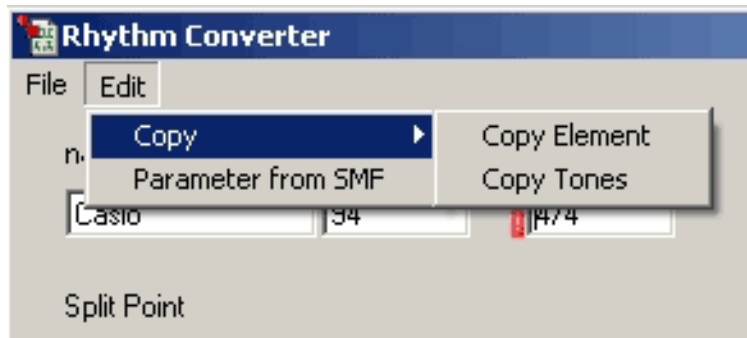 Rhythm Converter
File Edit
Copy Copy Element
Parameter from SMF Copy Tones
Casio 94 4/4
Split Point